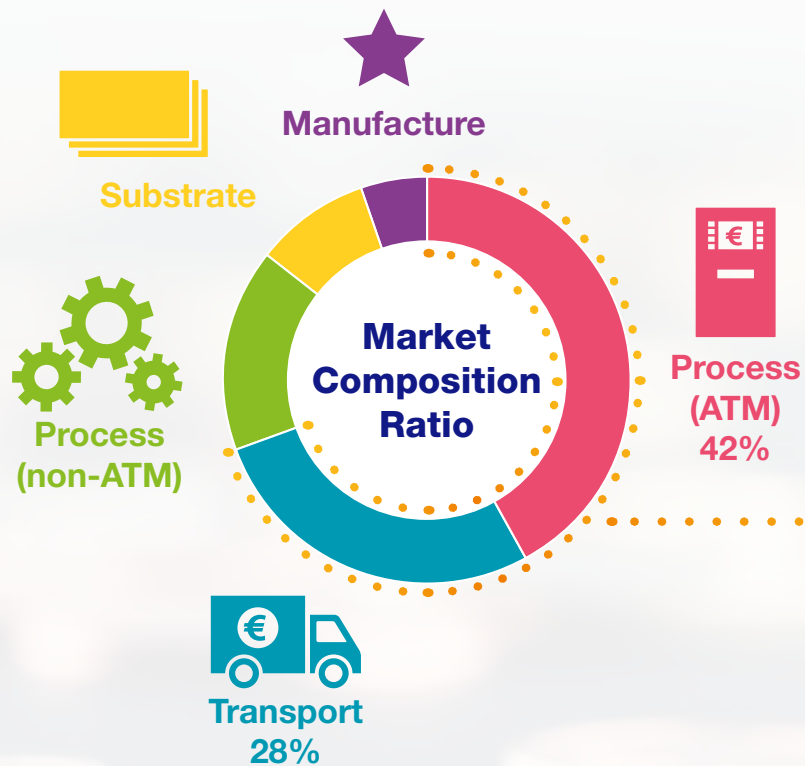 Manufacture
Substrate
€
Market
Composition
Ratio
Process
(ATM)
42%
Process
(non-ATM)
€
Transport
28%